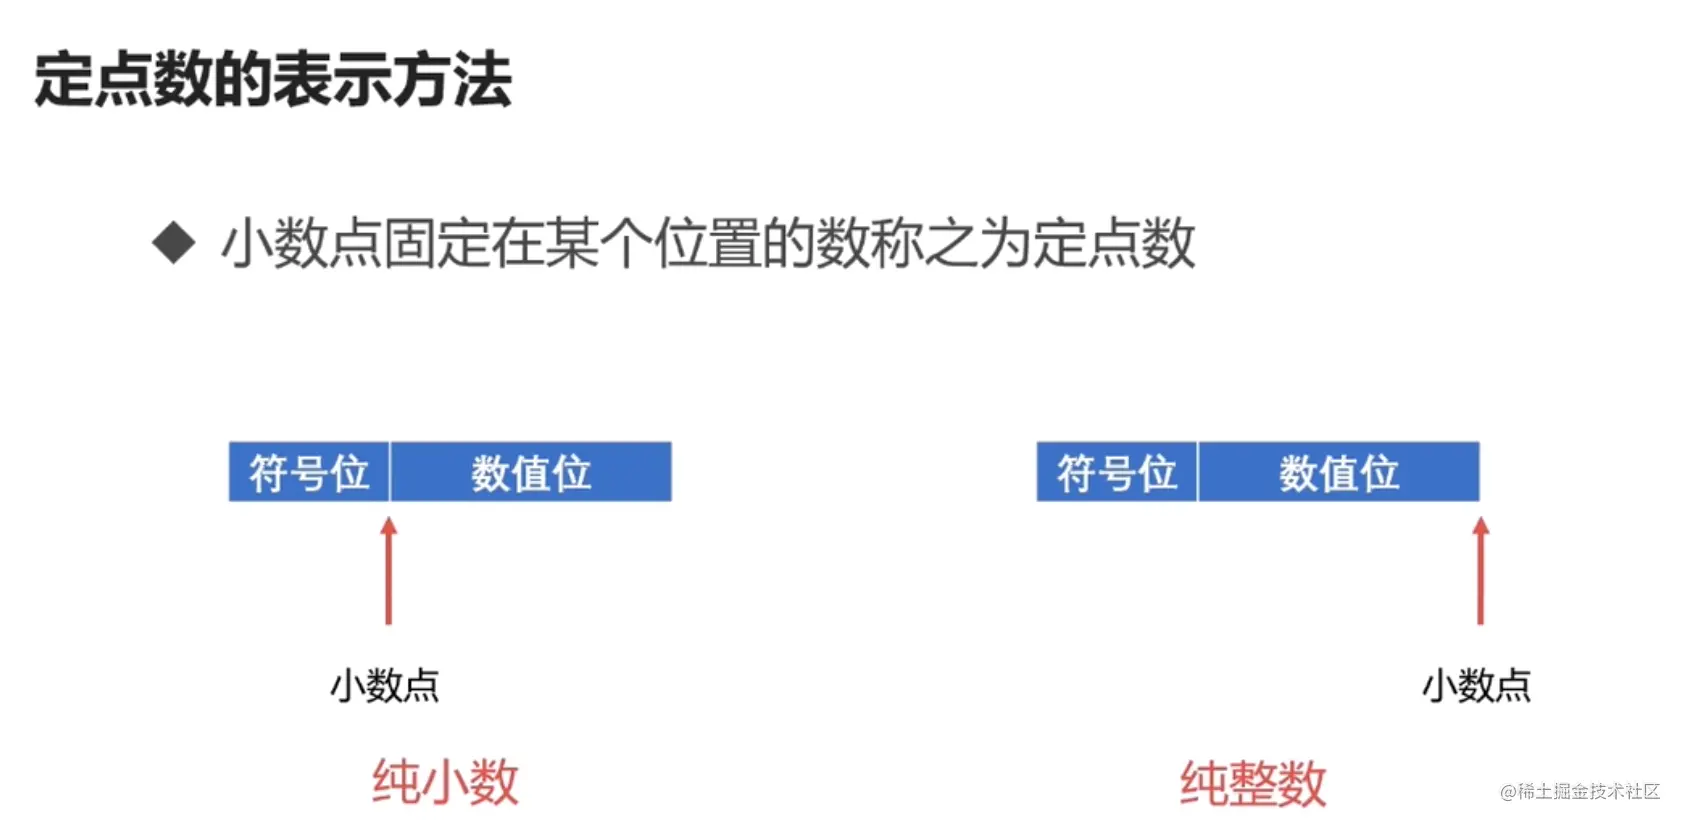 定点数的表示方法
小数点固定在某个位置的数称之为定点数
符号位 数值位
符号位 数值位
小数点
小数点
纯小数
纯整数
@稀土掘金技术社区